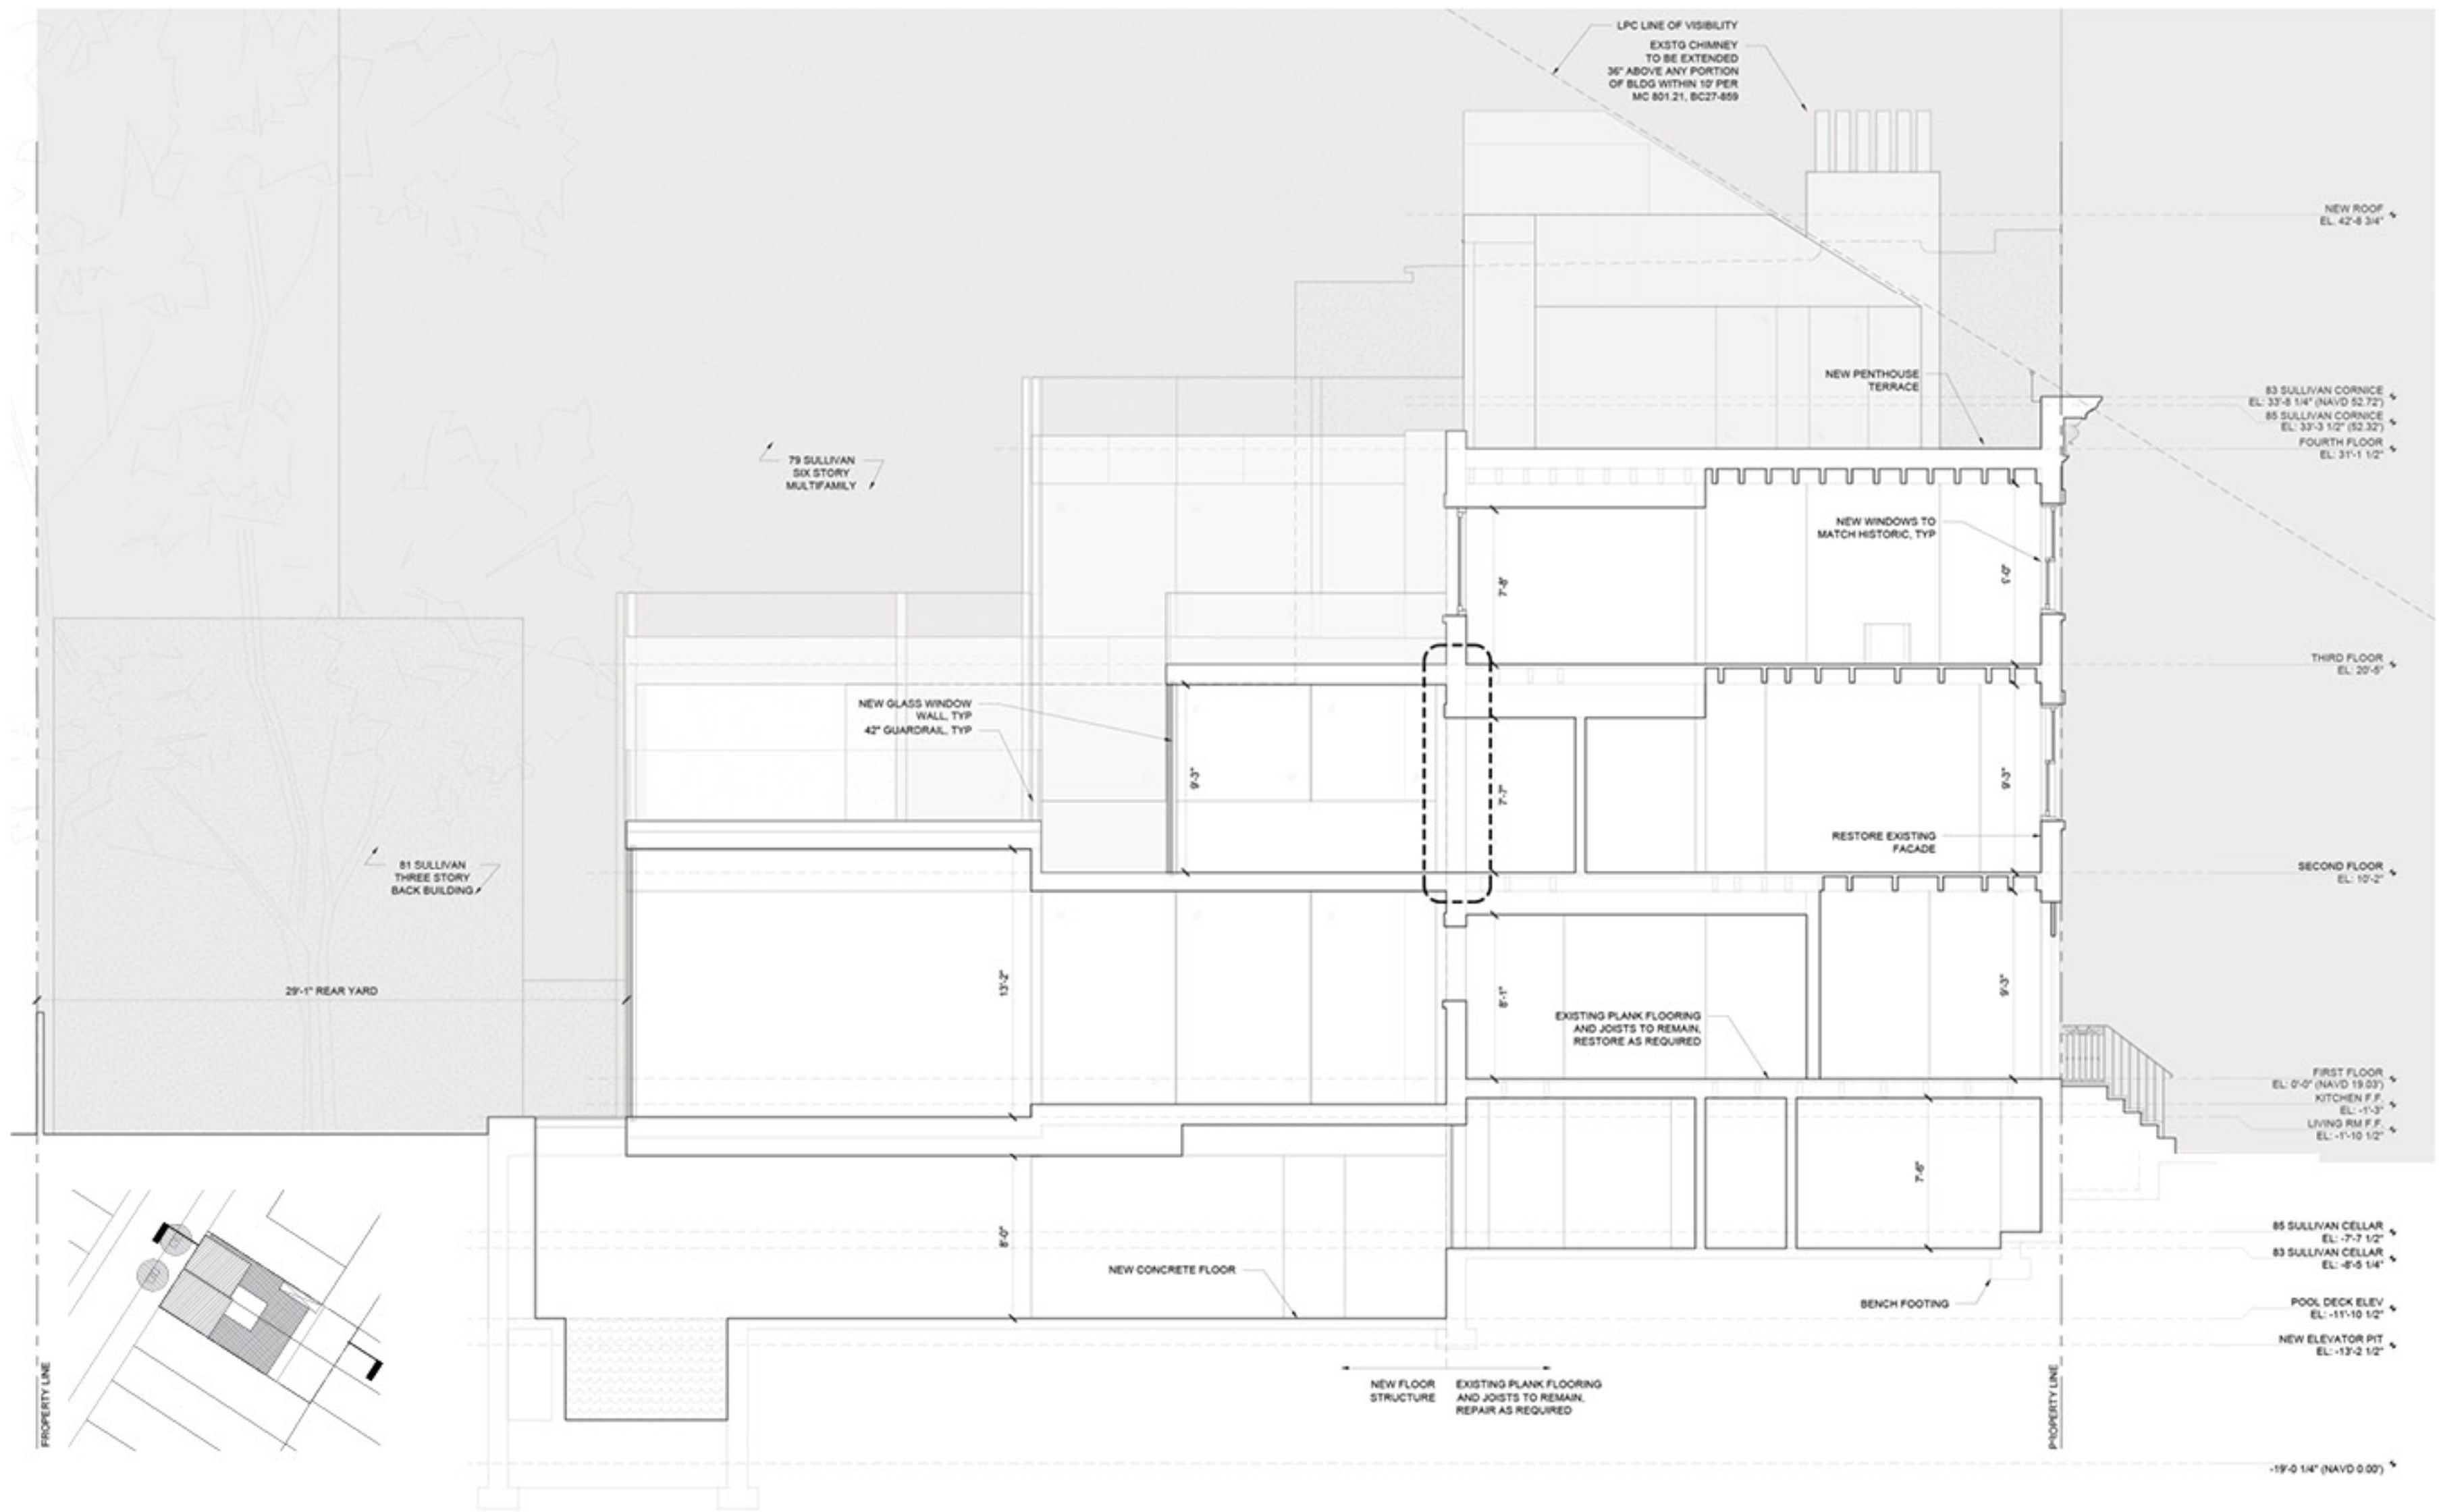 LPC LINE OF VISIBILITY
EXSTG CHIMNEY
TO BE EXTENDED
36" ABOVE ANY PORTION
OF BLDG WITHIN 10' PER
MC 801.21, BC27-859
NEW ROOF
EL. 42'-8 3/4"
NEW PENTHOUSE
TERRACE
83 SULLIVAN CORNICE
EL: 33'-8 1/4" (NAVD 52.72')
85 SULLIVAN CORNICE
EL: 33'-3 1/2" (52.32')
FOURTH FLOOR
EL: 31'-1 1/2"
79 SULLIVAN
SIX STORY
MULTIFAMILY
NEW WINDOWS TO
MATCH HISTORIC, TYP
7'-8"
THIRD FLOOR
EL: 20'-5"
NEW GLASS WINDOW
WALL, TYP
42" GUARDRAIL, TYP
9'-3"
7'-7"
9'-3"
RESTORE EXISTING
FACADE
81 SULLIVAN
THREE STORY
BACK BUILDING
SECOND FLOOR
EL: 10'-2"
29'-1" REAR YARD
13'-2"
8'-1"
9'-3"
EXISTING PLANK FLOORING
AND JOISTS TO REMAIN,
RESTORE AS REQUIRED
FIRST FLOOR
EL: 0'-0" (NAVD 19.03')
KITCHEN F.F.
EL: -1'-3"
LIVING RM F.F.
EL: -1'-10 1/2"
7'-6"
8'-0"
85 SULLIVAN CELLAR
EL: -7'-7 1/2"
83 SULLIVAN CELLAR
EL: -8'-5 1/4"
NEW CONCRETE FLOOR
BENCH FOOTING
POOL DECK ELEV
EL: -11'-10 1/2"
NEW ELEVATOR PIT
EL: -13'-2 1/2"
NEW FLOOR
STRUCTURE
EXISTING PLANK FLOORING
AND JOISTS TO REMAIN,
REPAIR AS REQUIRED
PROPERTY LINE
PROPERTY LINE
-19'-0 1/4" (NAVD 0.00')